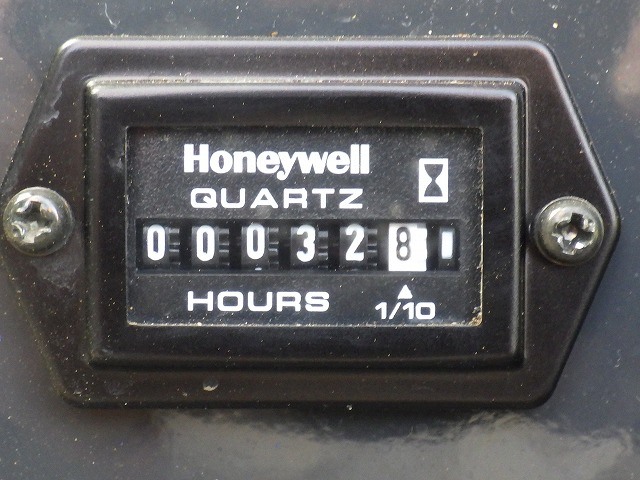 Honeywell
QUARTZ
000328
HOURS 1/10